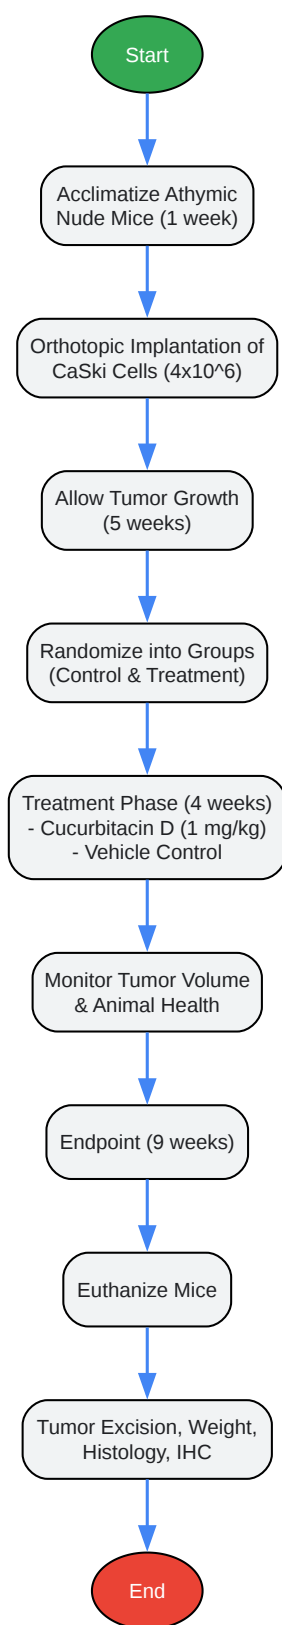 Start
Acclimatize Athymic
Nude Mice (1 week)
Orthotopic Implantation of
CaSki Cells (4x10^6)
Allow Tumor Growth
(5 weeks)
Randomize into Groups
(Control & Treatment)
Treatment Phase (4 weeks)
- Cucurbitacin D (1 mg/kg)
- Vehicle Control
Monitor Tumor Volume
& Animal Health
Endpoint (9 weeks)
Euthanize Mice
Tumor Excision, Weight,
Histology, IHC
End